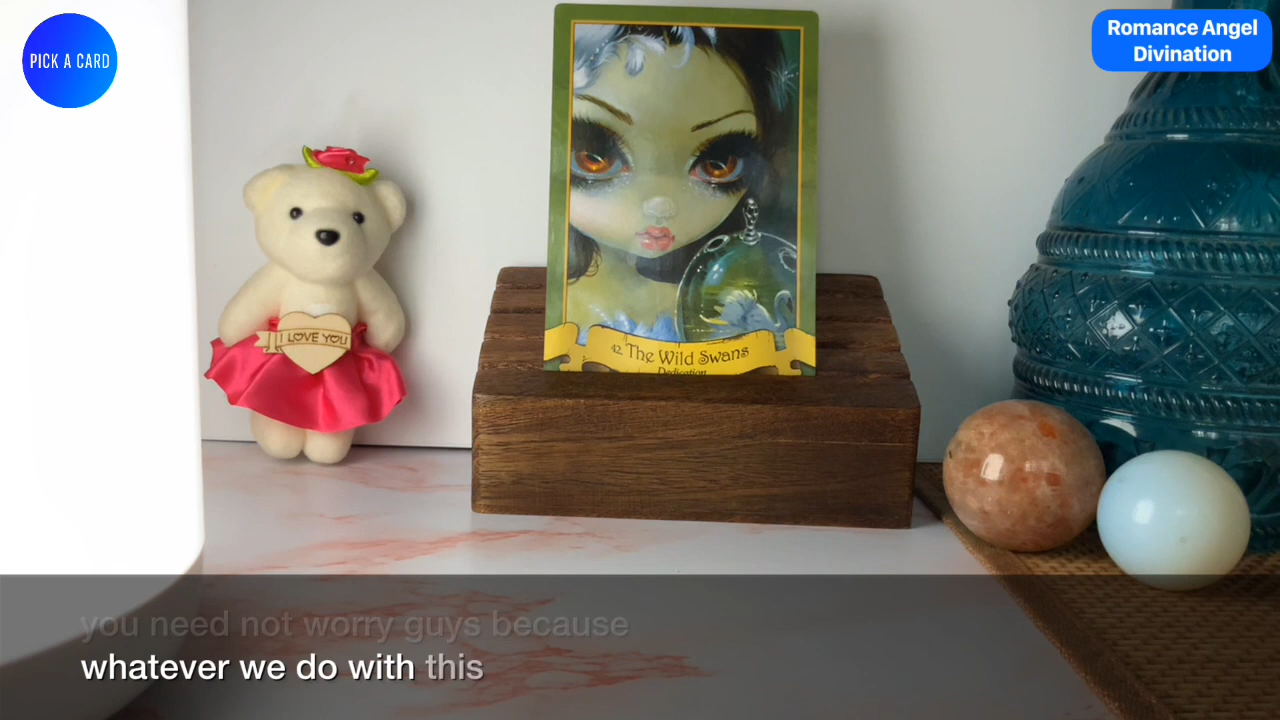 PICK A CARD
Romance Angel
Divination
I LOVE YOU
42 The Wild Swans
Dedication
you need not worry guys because
whatever we do with this